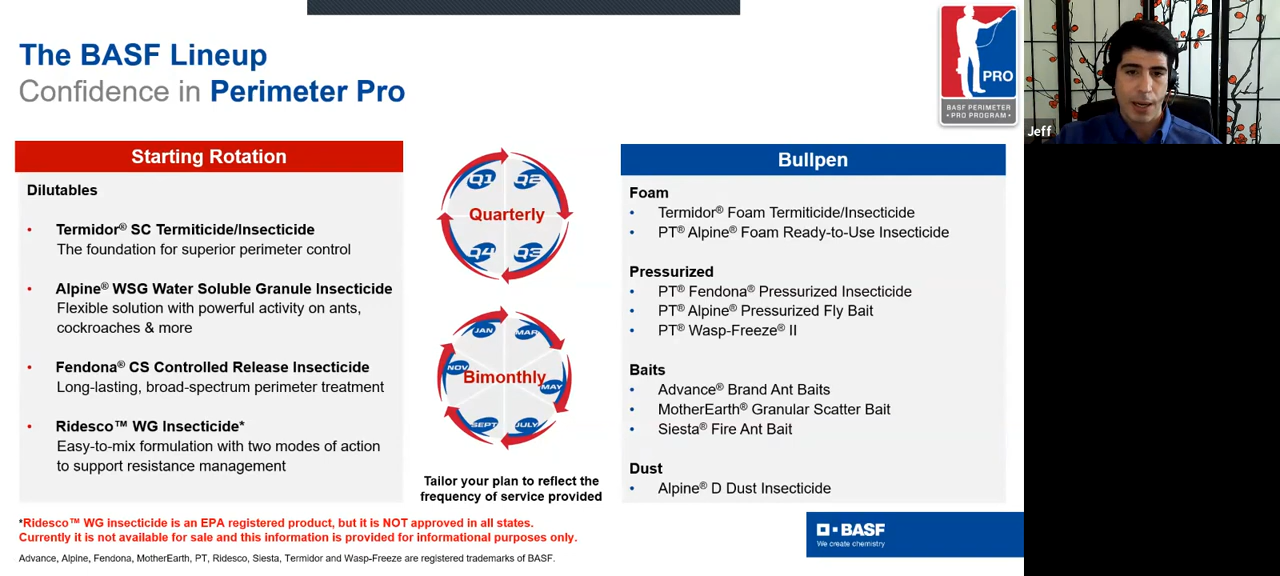 The BASF Lineup
Confidence in Perimeter Pro
PRO
BASF PERIMETER
• PRO PROGRAM •
Jeff
Starting Rotation
Dilutables
• Termidor® SC Termiticide/Insecticide
The foundation for superior perimeter control
• Alpine® WSG Water Soluble Granule Insecticide
Flexible solution with powerful activity on ants,
cockroaches & more
• Fendona® CS Controlled Release Insecticide
Long-lasting, broad-spectrum perimeter treatment
• Ridesco™ WG Insecticide*
Easy-to-mix formulation with two modes of action
to support resistance management
Q1
Q2
Quarterly
Q4
Q3
JAN
MAR
NOV
Bimonthly
MAY
SEPT
JULY
Tailor your plan to reflect the
frequency of service provided
Bullpen
Foam
• Termidor® Foam Termiticide/Insecticide
• PT® Alpine® Foam Ready-to-Use Insecticide
Pressurized
• PT® Fendona® Pressurized Insecticide
• PT® Alpine® Pressurized Fly Bait
• PT® Wasp-Freeze® II
Baits
• Advance® Brand Ant Baits
• MotherEarth® Granular Scatter Bait
• Siesta® Fire Ant Bait
Dust
• Alpine® D Dust Insecticide
*Ridesco™ WG insecticide is an EPA registered product, but it is NOT approved in all states.
Currently it is not available for sale and this information is provided for informational purposes only.
Advance, Alpine, Fendona, MotherEarth, PT, Ridesco, Siesta, Termidor and Wasp-Freeze are registered trademarks of BASF.
BASF
We create chemistry